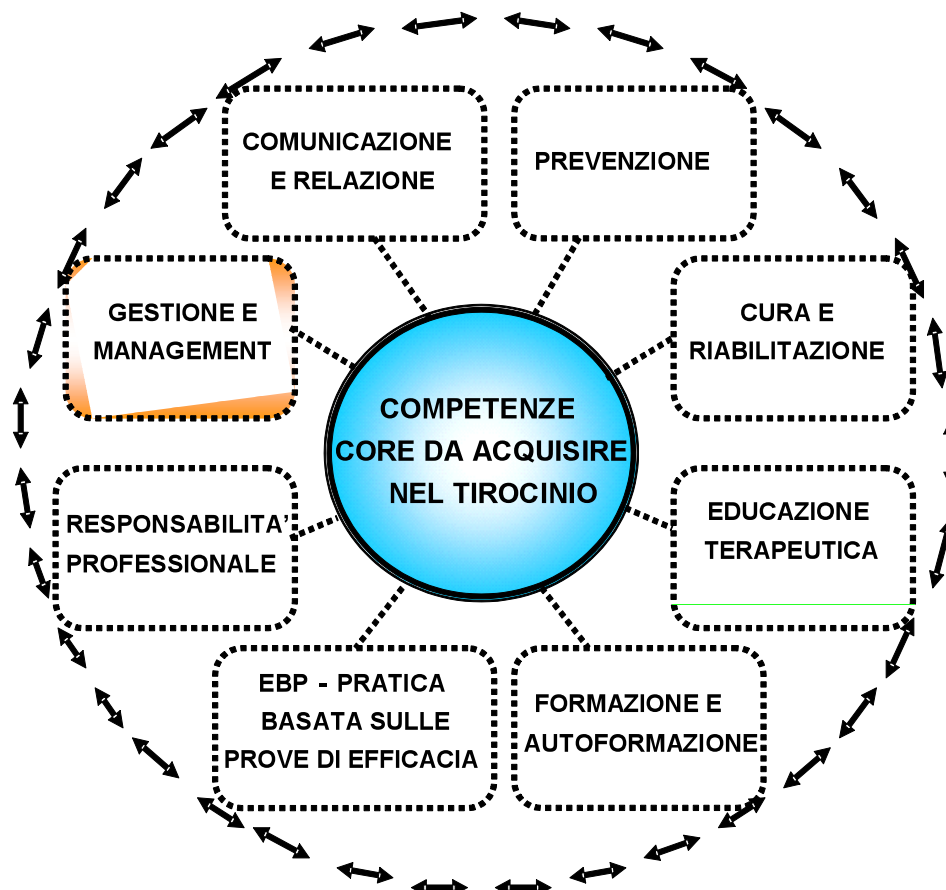 COMUNICAZIONE
E RELAZIONE
PREVENZIONE
GESTIONE E
MANAGEMENT
CURA E
RIABILITAZIONE
COMPETENZE
CORE DA ACQUISIRE
NEL TIROCINIO
RESPONSABILITA’
PROFESSIONALE
EDUCAZIONE
TERAPEUTICA
EBP - PRATICA
BASATA SULLE
PROVE DI EFFICACIA
FORMAZIONE E
AUTOFORMAZIONE